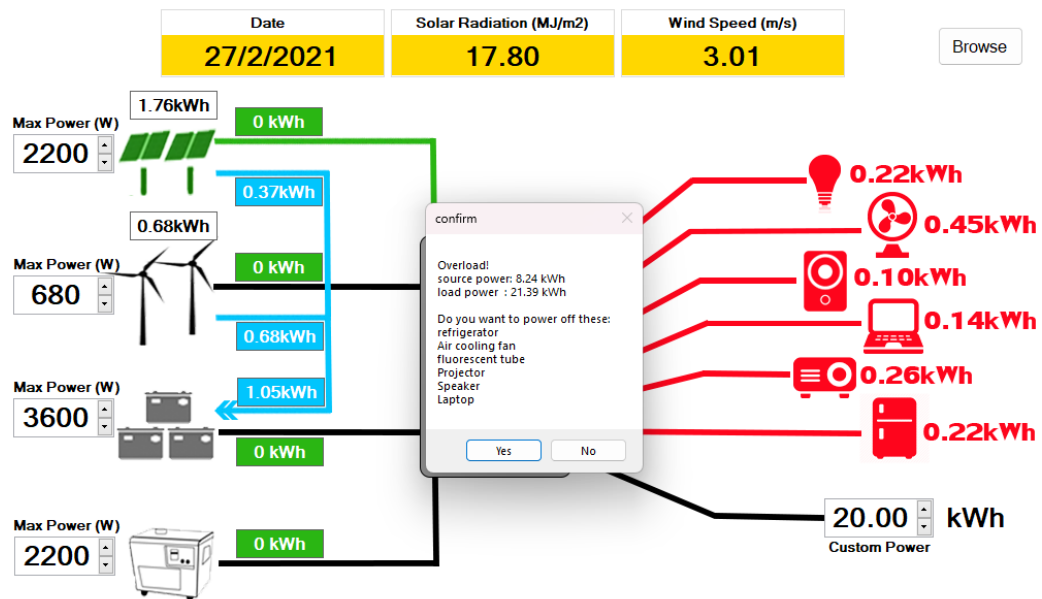 Date
27/2/2021
Solar Radiation (MJ/m2)
17.80
Wind Speed (m/s)
3.01
Browse
1.76kWh
Max Power (W)
2200
0 kWh
0.37kWh
0.68kWh
Max Power (W)
680
0 kWh
0.68kWh
Max Power (W)
3600
1.05kWh
0 kWh
Max Power (W)
2200
0 kWh
confirm
Overload!
source power: 8.24 kWh
load power : 21.39 kWh
Do you want to power off these:
refrigerator
Air cooling fan
fluorescent tube
Projector
Speaker
Laptop
Yes
No
0.22kWh
0.45kWh
0.10kWh
0.14kWh
0.26kWh
0.22kWh
20.00 kWh
Custom Power